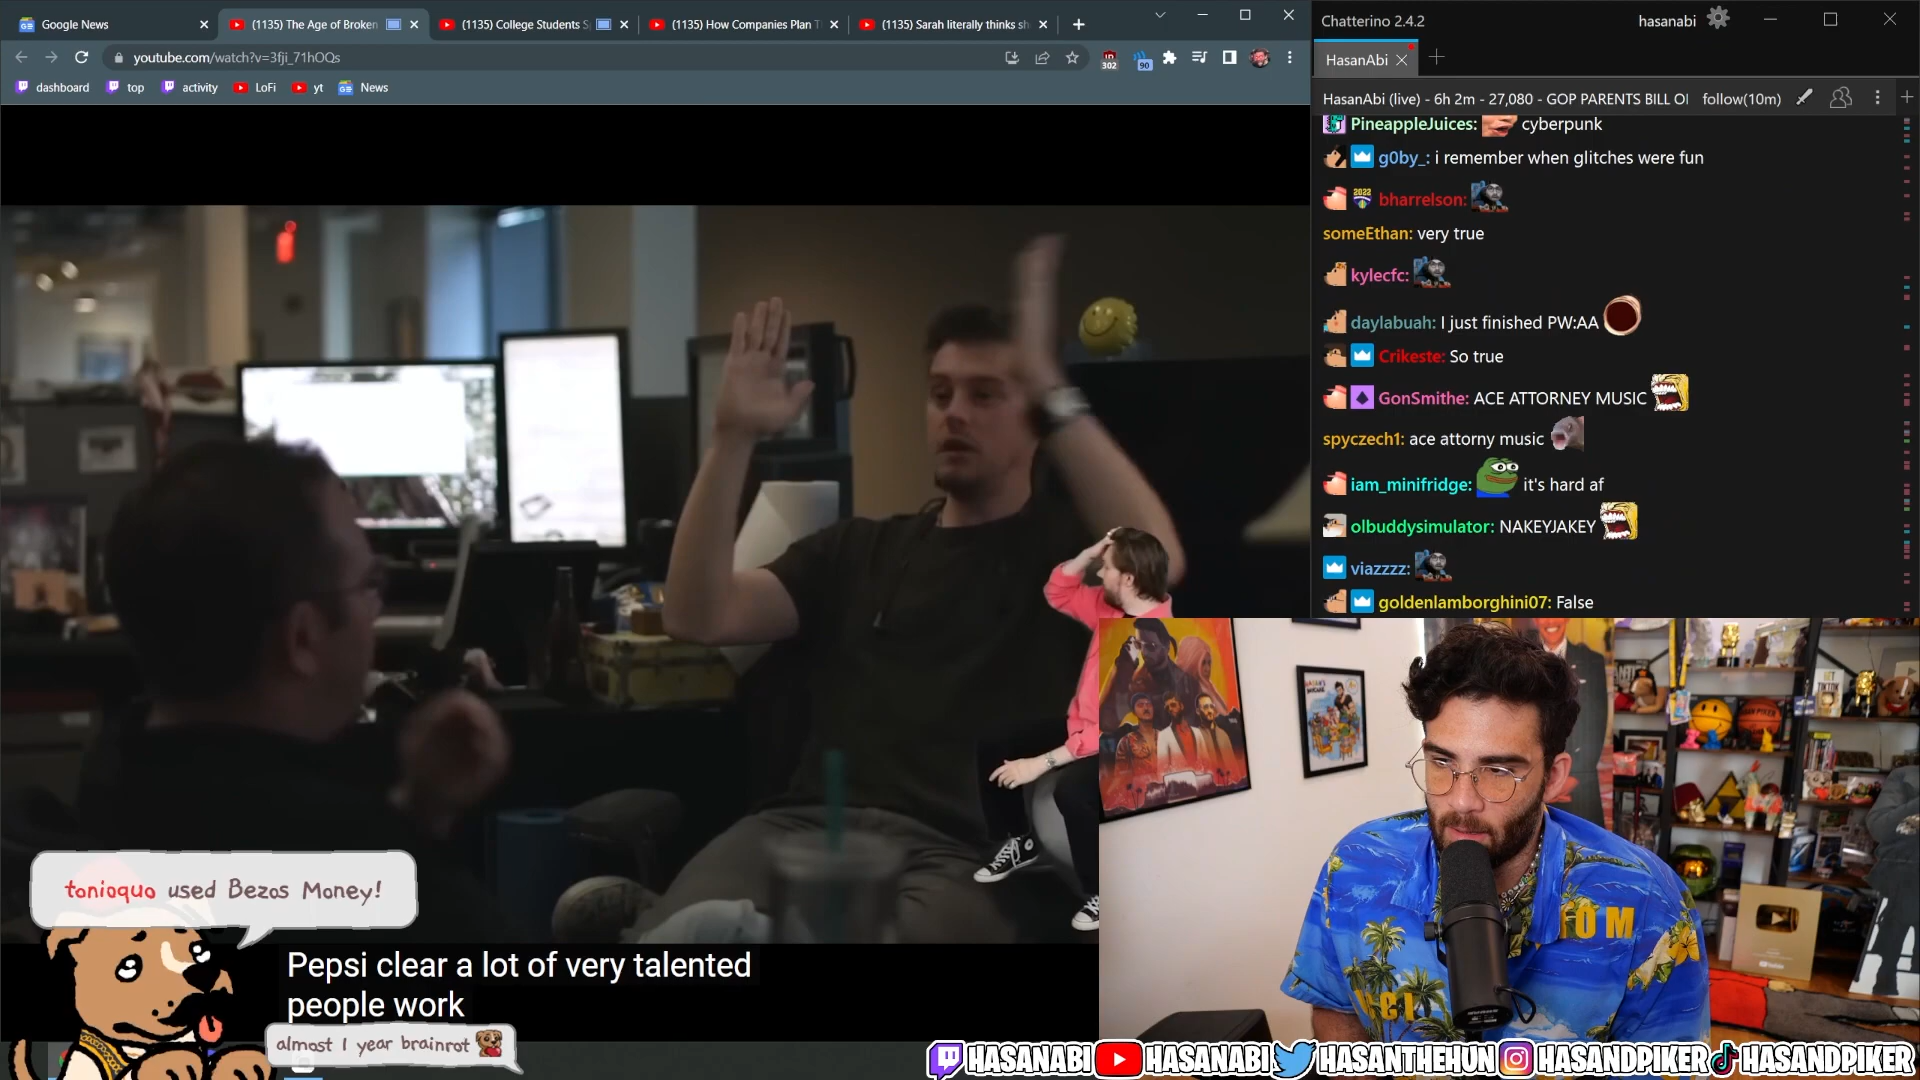 Google News
(1135) The Age of Broken
(1135) College Students S
(1135) How Companies Plan T
(1135) Sarah literally thinks sh
youtube.com/watch?v=3fji_71hOQs
302
90
dashboard
top
activity
LoFi
yt
News
Chatterino 2.4.2
hasanabi
HasanAbi
HasanAbi (live) - 6h 2m - 27,080 - GOP PARENTS BILL O
follow(10m)
PineappleJuices: cyberpunk
g0by_: i remember when glitches were fun
2022
bharrelson:
someEthan: very true
kylecfc:
daylabuah: I just finished PW:AA
Crikeste: So true
GonSmithe: ACE ATTORNEY MUSIC
spyczech1: ace attorny music
iam_minifridge: it's hard af
olbuddysimulator: NAKEYJAKEY
viazzzz:
goldenlamborghini07: False
tonioquo used Bezos Money!
Pepsi clear a lot of very talented
people work
almost 1 year brainrot
HASANABI
HASANABI
HASANTHEHUN
HASANDPIKER
HASANDPIKER